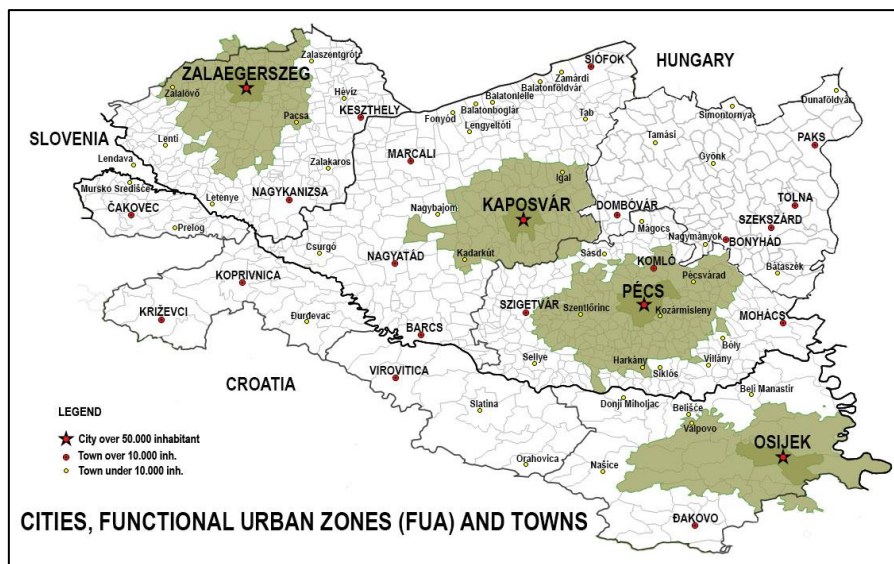 Zalaszentgrót
SIÓFOK
HUNGARY
ZALAEGERSZEG
Zamárdi
Balatonföldvár
Zalalövő
Hévíz
Balatonlelle
Balatonboglár
Dunaföldvár
KESZTHELY
Fonyód
Simontornya
Pacsa
Tab
Lengyeltóti
SLOVENIA
Lenti
Tamási
PAKS
MARCALI
Gyönk
Lendava
Zalakaros
Igal
Mursko Središće
Letenye
NAGYKANIZSA
KAPOSVÁR
DOMBÓVÁR
TOLNA
ČAKOVEC
Nagybajom
Mágocs
SZEKSZÁRD
Prelog
Nagymányok
BONYHÁD
Csurgó
Sásd
KOMLÓ
NAGYATÁD
Kadarkút
Bátaszék
KOPRIVNICA
Pécsvárad
PÉCS
KRIŽEVCI
SZIGETVÁR
Szentlőrinc
Kozármisleny
MOHÁCS
Đurđevac
BARCS
Bóly
Sellye
Harkány
Siklós
Villány
VIROVITICA
CROATIA
Beli Manastir
Donji Miholjac
Slatina
Belišće
LEGEND
Valpovo
City over 50.000 inhabitant
OSIJEK
Town over 10.000 inh.
Town under 10.000 inh.
Orahovica
Našice
CITIES, FUNCTIONAL URBAN ZONES (FUA) AND TOWNS
ĐAKOVO